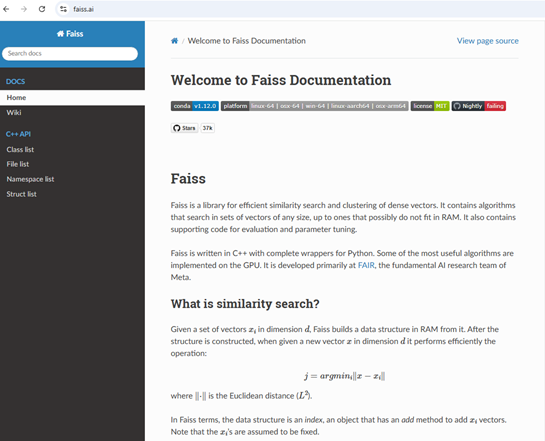 faiss.ai
Faiss
Search docs
DOCS
Home
Wiki
C++ API
Class list
File list
Namespace list
Struct list
/ Welcome to Faiss Documentation
View page source
Welcome to Faiss Documentation
conda v1.12.0 platform linux-64 | osx-64 | win-64 | linux-aarch64 | osx-arm64 license MIT Nightly failing
Stars 37k
Faiss
Faiss is a library for efficient similarity search and clustering of dense vectors. It contains algorithms
that search in sets of vectors of any size, up to ones that possibly do not fit in RAM. It also contains
supporting code for evaluation and parameter tuning.
Faiss is written in C++ with complete wrappers for Python. Some of the most useful algorithms are
implemented on the GPU. It is developed primarily at FAIR, the fundamental AI research team of
Meta.
What is similarity search?
Given a set of vectors xᵢ in dimension d, Faiss builds a data structure in RAM from it. After the
structure is constructed, when given a new vector x in dimension d it performs efficiently the
operation:
j = argminᵢ‖x − xᵢ‖
where ‖·‖ is the Euclidean distance (L²).
In Faiss terms, the data structure is an index, an object that has an add method to add xᵢ vectors.
Note that the xᵢ's are assumed to be fixed.